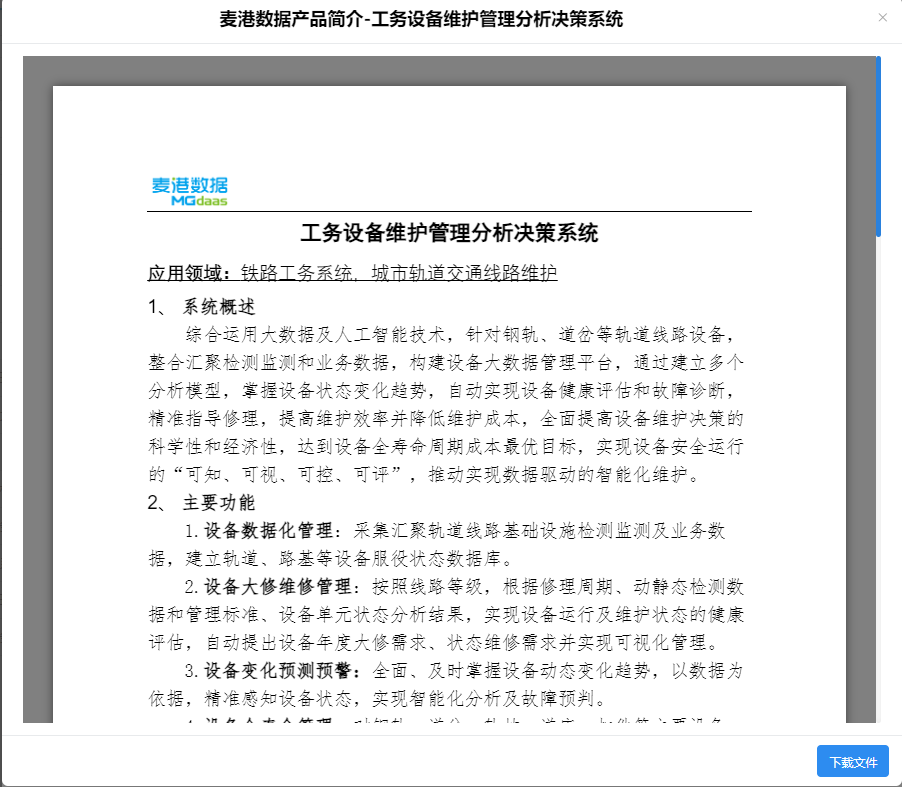 麦港数据产品简介-工务设备维护管理分析决策系统
×
麦港数据
MGdaas
工务设备维护管理分析决策系统
应用领域：铁路工务系统，城市轨道交通线路维护
1、 系统概述
综合运用大数据及人工智能技术，针对钢轨、道岔等轨道线路设备，
整合汇聚检测监测和业务数据，构建设备大数据管理平台，通过建立多个
分析模型，掌握设备状态变化趋势，自动实现设备健康评估和故障诊断，
精准指导修理，提高维护效率并降低维护成本，全面提高设备维护决策的
科学性和经济性，达到设备全寿命周期成本最优目标，实现设备安全运行
的“可知、可视、可控、可评”，推动实现数据驱动的智能化维护。
2、 主要功能
1.设备数据化管理：采集汇聚轨道线路基础设施检测监测及业务数
据，建立轨道、路基等设备服役状态数据库。
2.设备大修维修管理：按照线路等级，根据修理周期、动静态检测数
据和管理标准、设备单元状态分析结果，实现设备运行及维护状态的健康
评估，自动提出设备年度大修需求、状态维修需求并实现可视化管理。
3.设备变化预测预警：全面、及时掌握设备动态变化趋势，以数据为
依据，精准感知设备状态，实现智能化分析及故障预判。
下载文件